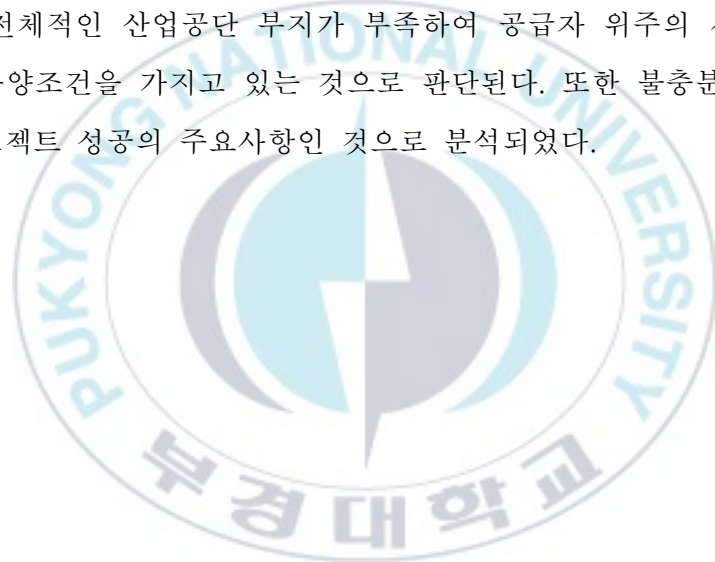 전체적인 산업공단 부지가 부족하여 공급자 위주의
양조건을 가지고 있는 것으로 판단된다. 또한 불충분
젝트 성공의 주요사항인 것으로 분석되었다.
PUKYONG NATIONAL UNIVERSITY
부경대학교